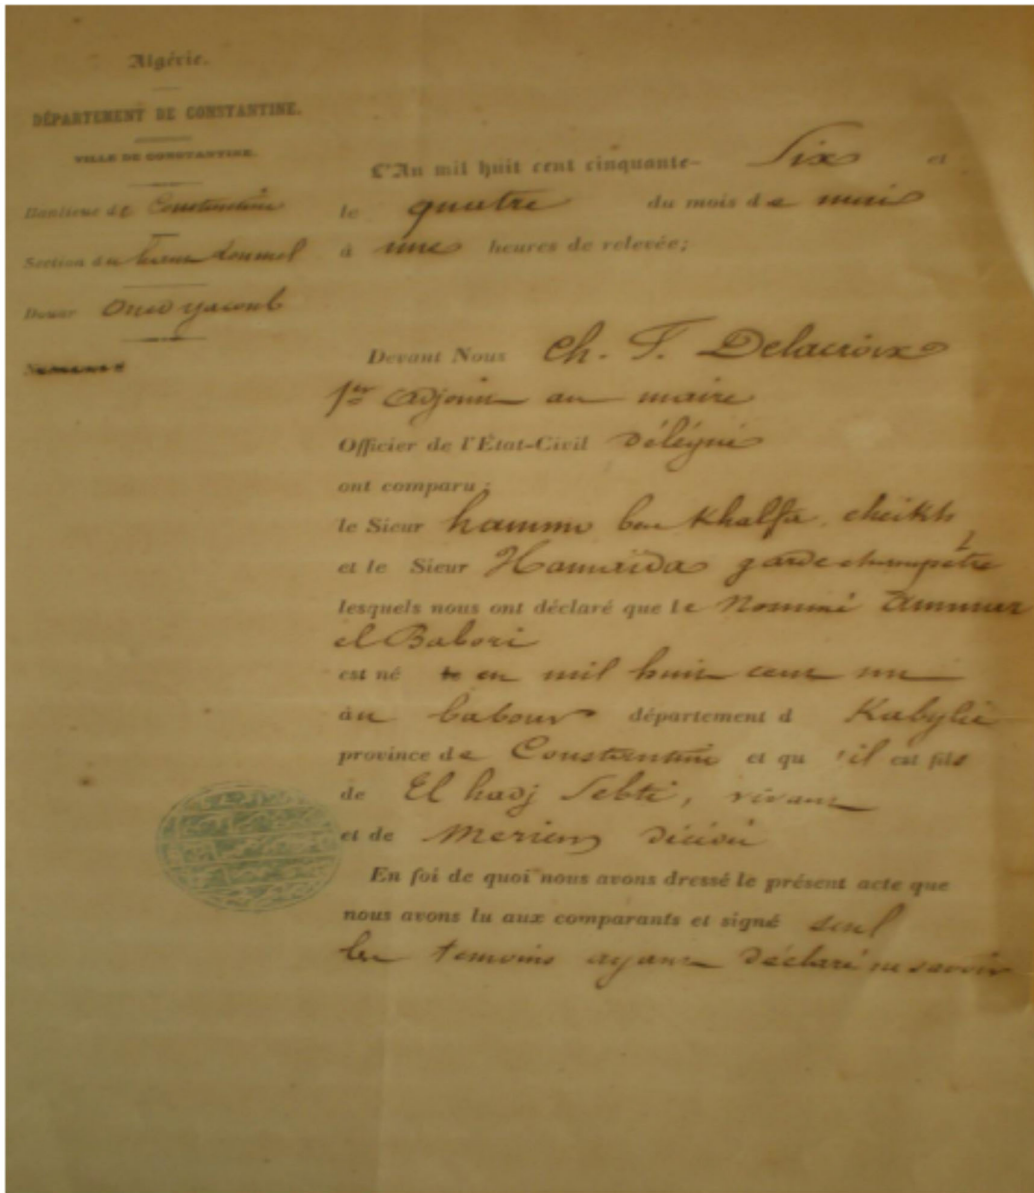 Algérie.
DÉPARTEMENT DE CONSTANTINE.
VILLE DE CONSTANTINE.
Banlieue de Constantine
Section du
Douar Oued yacoub
L'An mil huit cent cinquante- Six et
le quatre du mois de mai
à une heures de relevée;
Devant Nous Ch. F. Delacroix
1er adjoint au maire
Officier de l'État-Civil délégué
ont comparu:
le Sieur hammo ben Khalfa, cheikh
et le Sieur Hamaïda garde champêtre
lesquels nous ont déclaré que le Nommé Ammar
el Babori
est né en mil huit cent un
au babour département d Kabylie
province de Constantine et qu 'il est fils
de El hadj Sebti, vivant
et de Meriem
En foi de quoi nous avons dressé le présent acte que
nous avons lu aux comparants et signé seul
les temoins ayant déclaré ne savoir